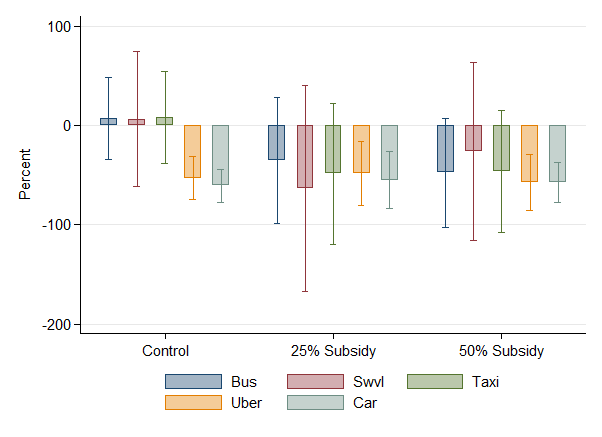 100
0
-100
-200
Percent
Control 25% Subsidy 50% Subsidy
Bus Swvl Taxi
Uber Car